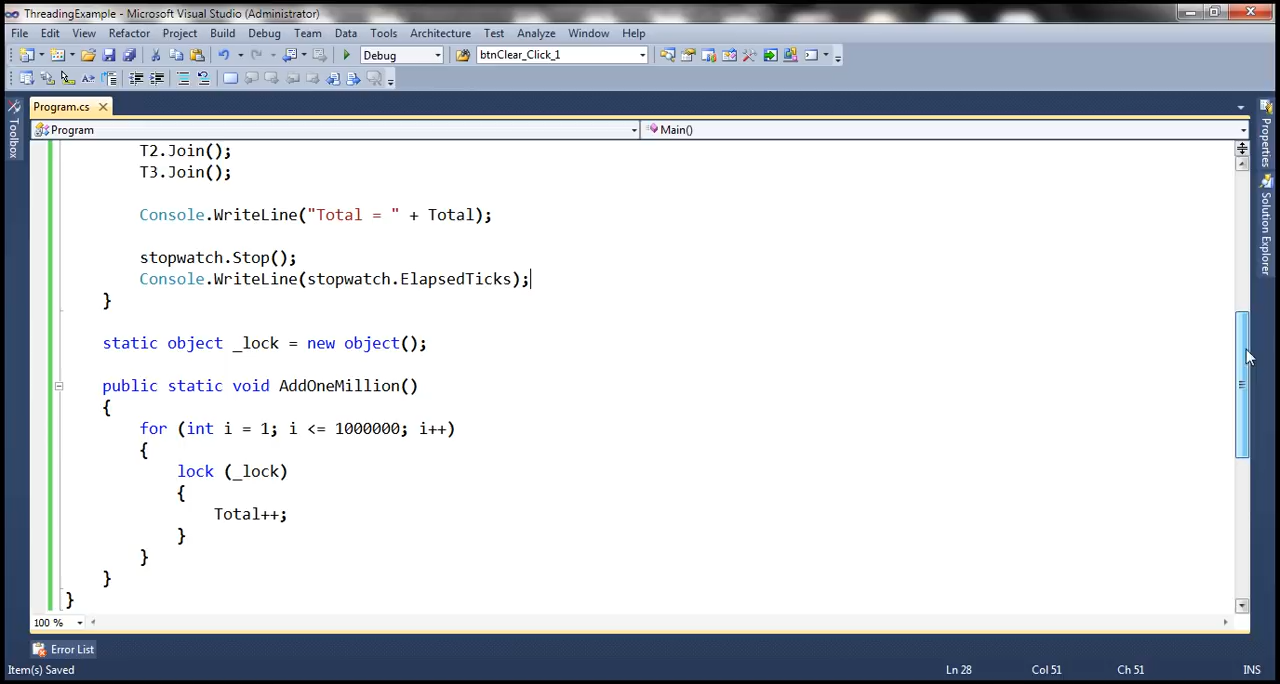 ThreadingExample - Microsoft Visual Studio (Administrator)
File Edit View Refactor Project Build Debug Team Data Tools Architecture Test Analyze Window Help
Debug btnClear_Click_1
Program.cs
Program Main()
Toolbox
Properties
Solution Explorer
T2.Join();
T3.Join();
Console.WriteLine("Total = " + Total);
stopwatch.Stop();
Console.WriteLine(stopwatch.ElapsedTicks);
}
static object _lock = new object();
public static void AddOneMillion()
{
for (int i = 1; i <= 1000000; i++)
{
lock (_lock)
{
Total++;
}
}
}
}
100 %
Error List
Item(s) Saved Ln 28 Col 51 Ch 51 INS